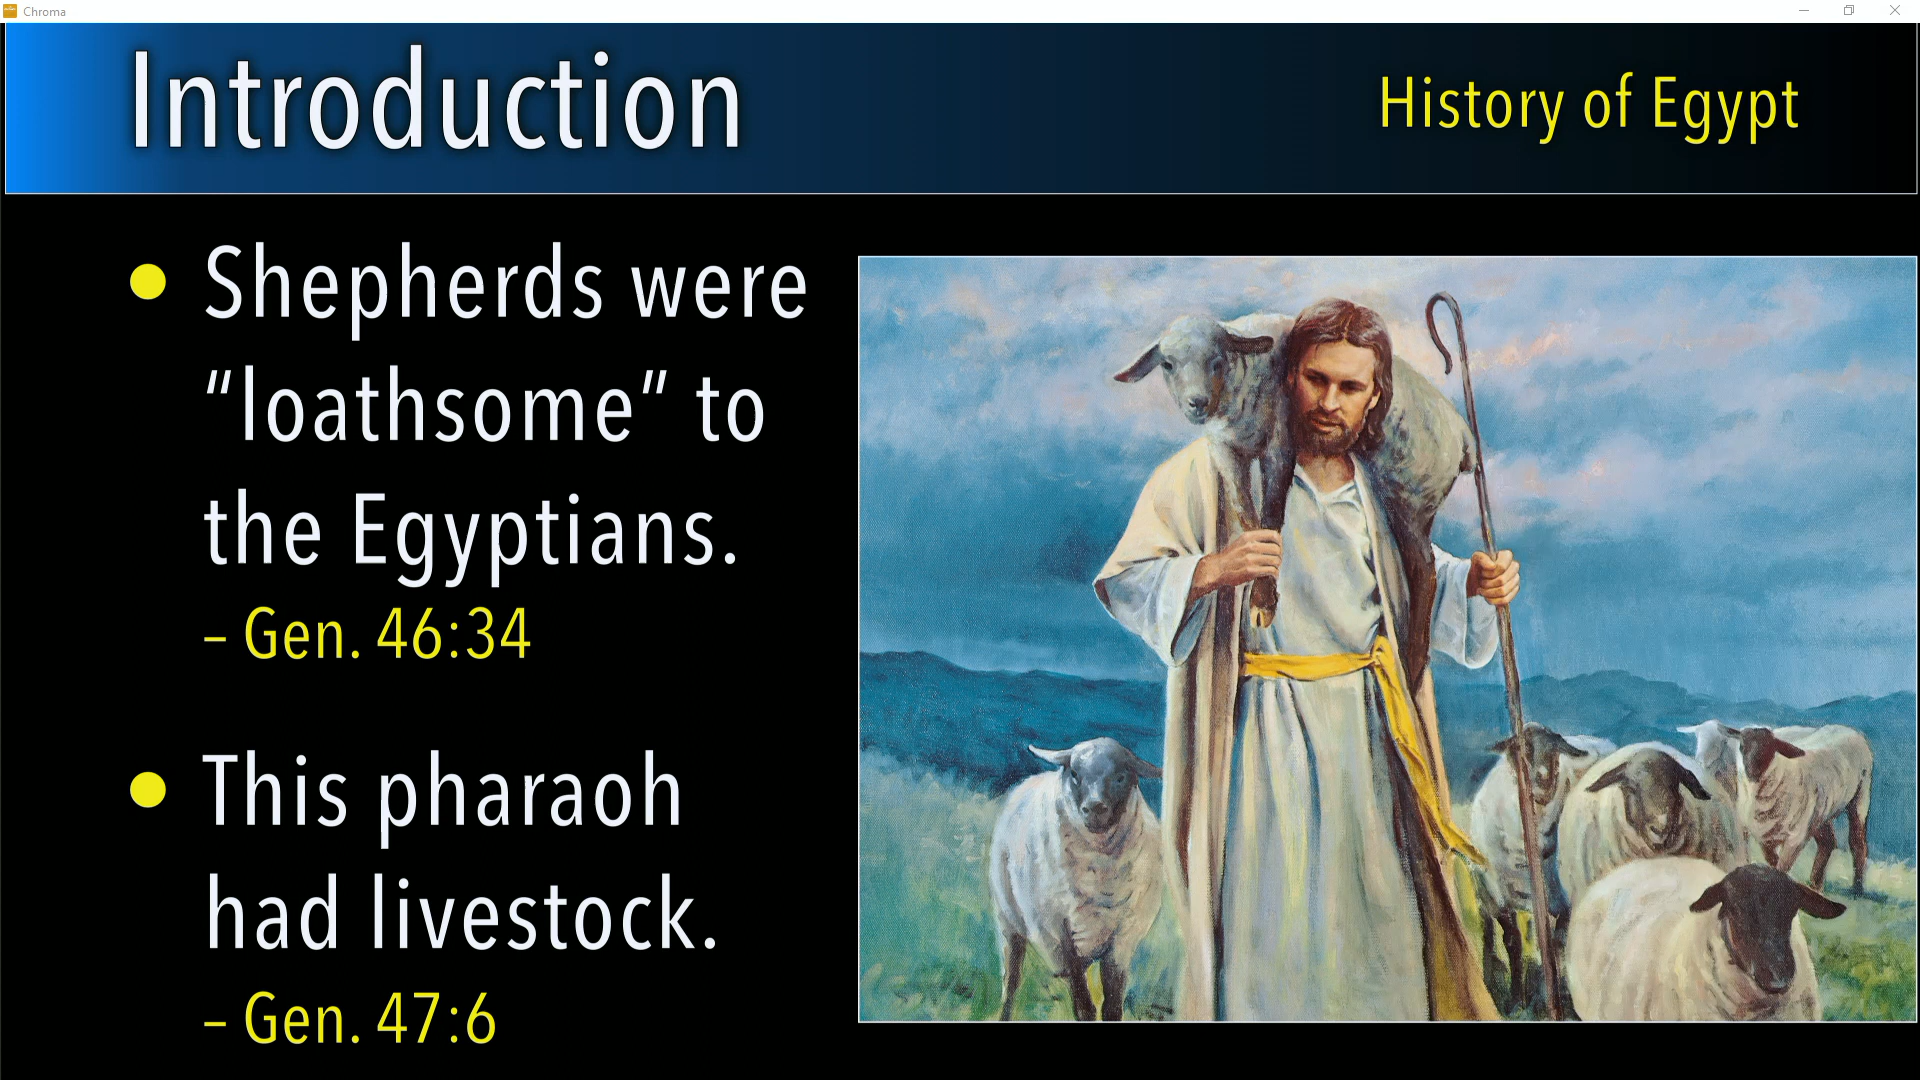 Chroma
Introduction
History of Egypt
• Shepherds were
“loathsome” to
the Egyptians.
– Gen. 46:34
• This pharaoh
had livestock.
– Gen. 47:6